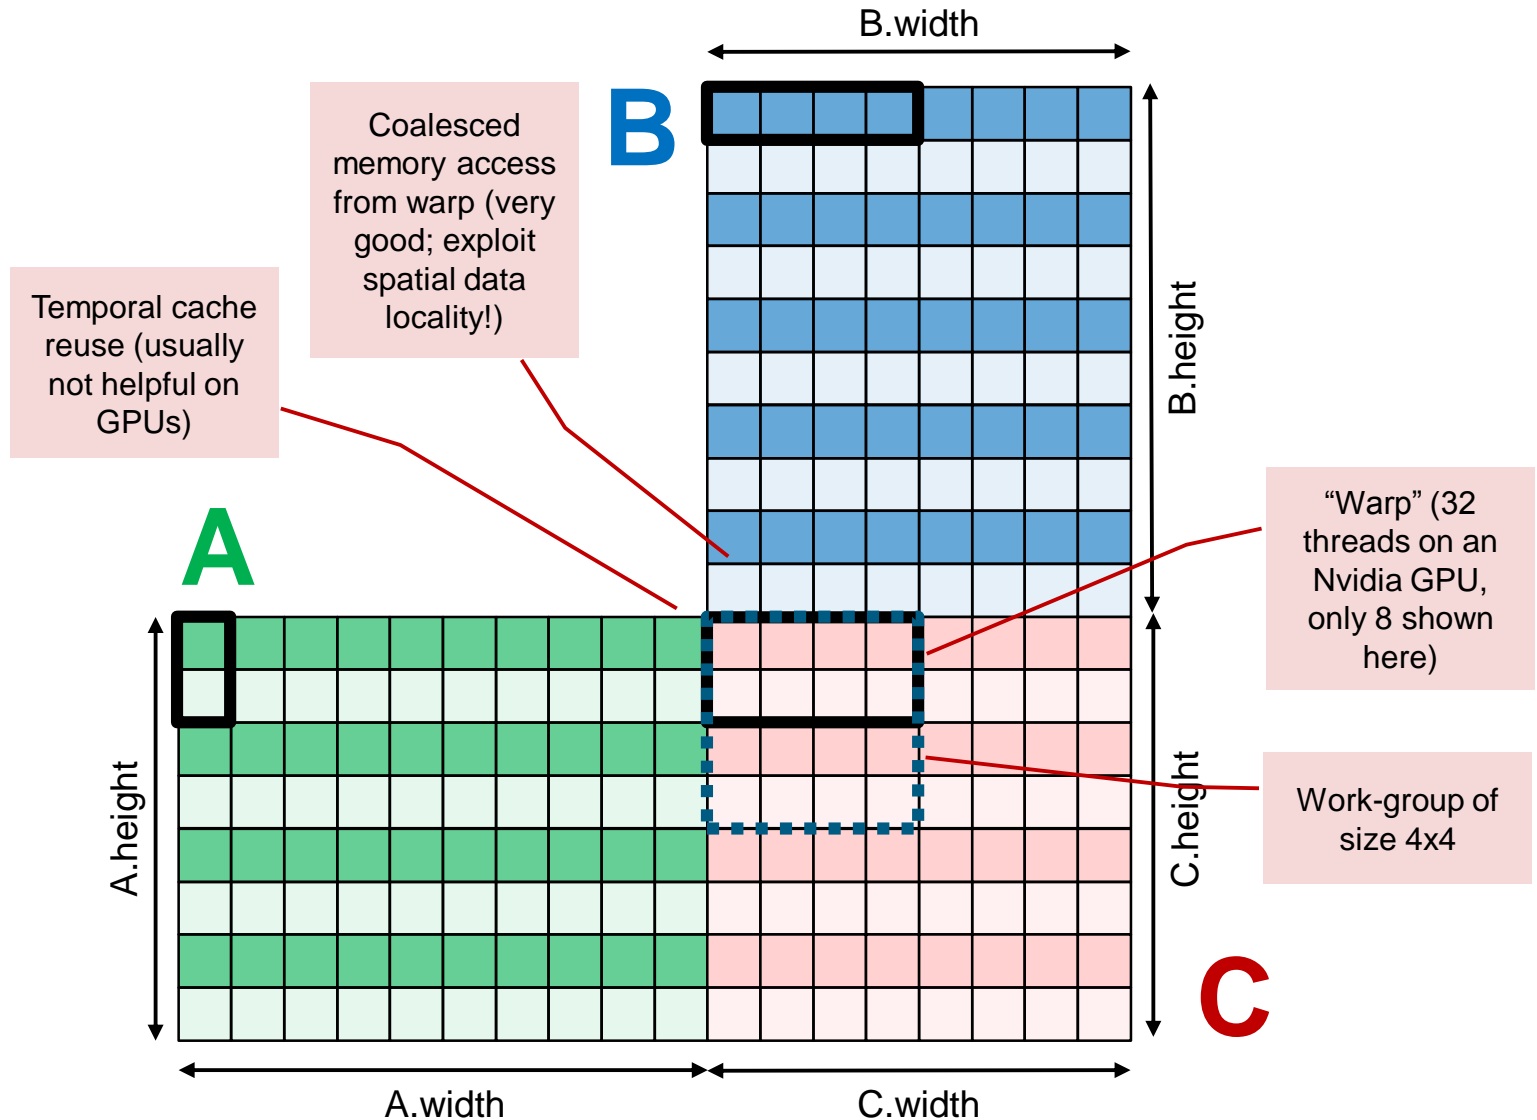 B.width
Coalesced
memory access
from warp (very
good; exploit
spatial data
locality!)
B
Temporal cache
reuse (usually
not helpful on
GPUs)
B.height
A
“Warp” (32
threads on an
Nvidia GPU,
only 8 shown
here)
A.height
C.height
Work-group of
size 4x4
C
A.width
C.width